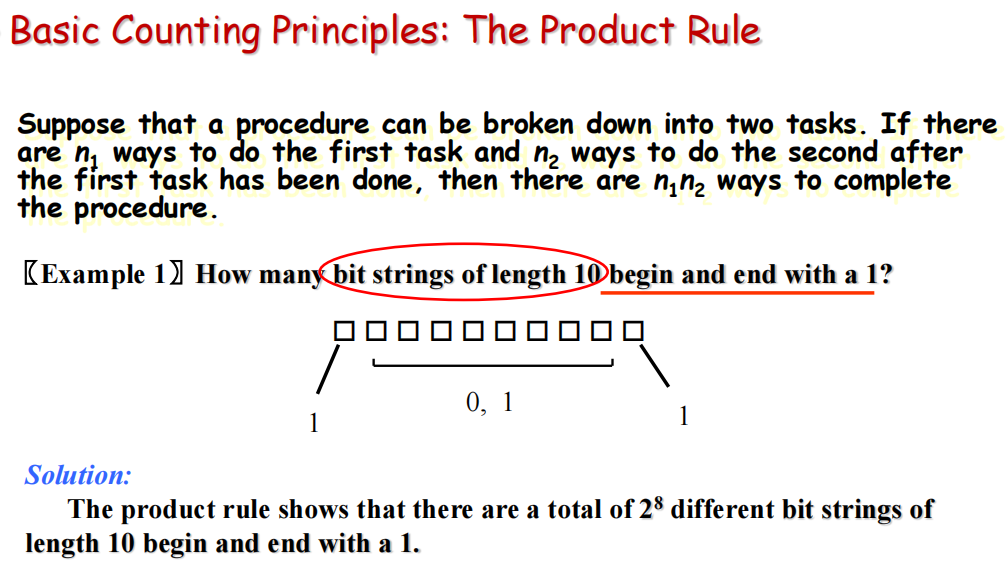 Basic Counting Principles: The Product Rule
Suppose that a procedure can be broken down into two tasks. If there
are n₁ ways to do the first task and n₂ ways to do the second after
the first task has been done, then there are n₁n₂ ways to complete
the procedure.
〖Example 1〗 How many bit strings of length 10 begin and end with a 1?
0, 1
1
1
Solution:
The product rule shows that there are a total of 2⁸ different bit strings of
length 10 begin and end with a 1.